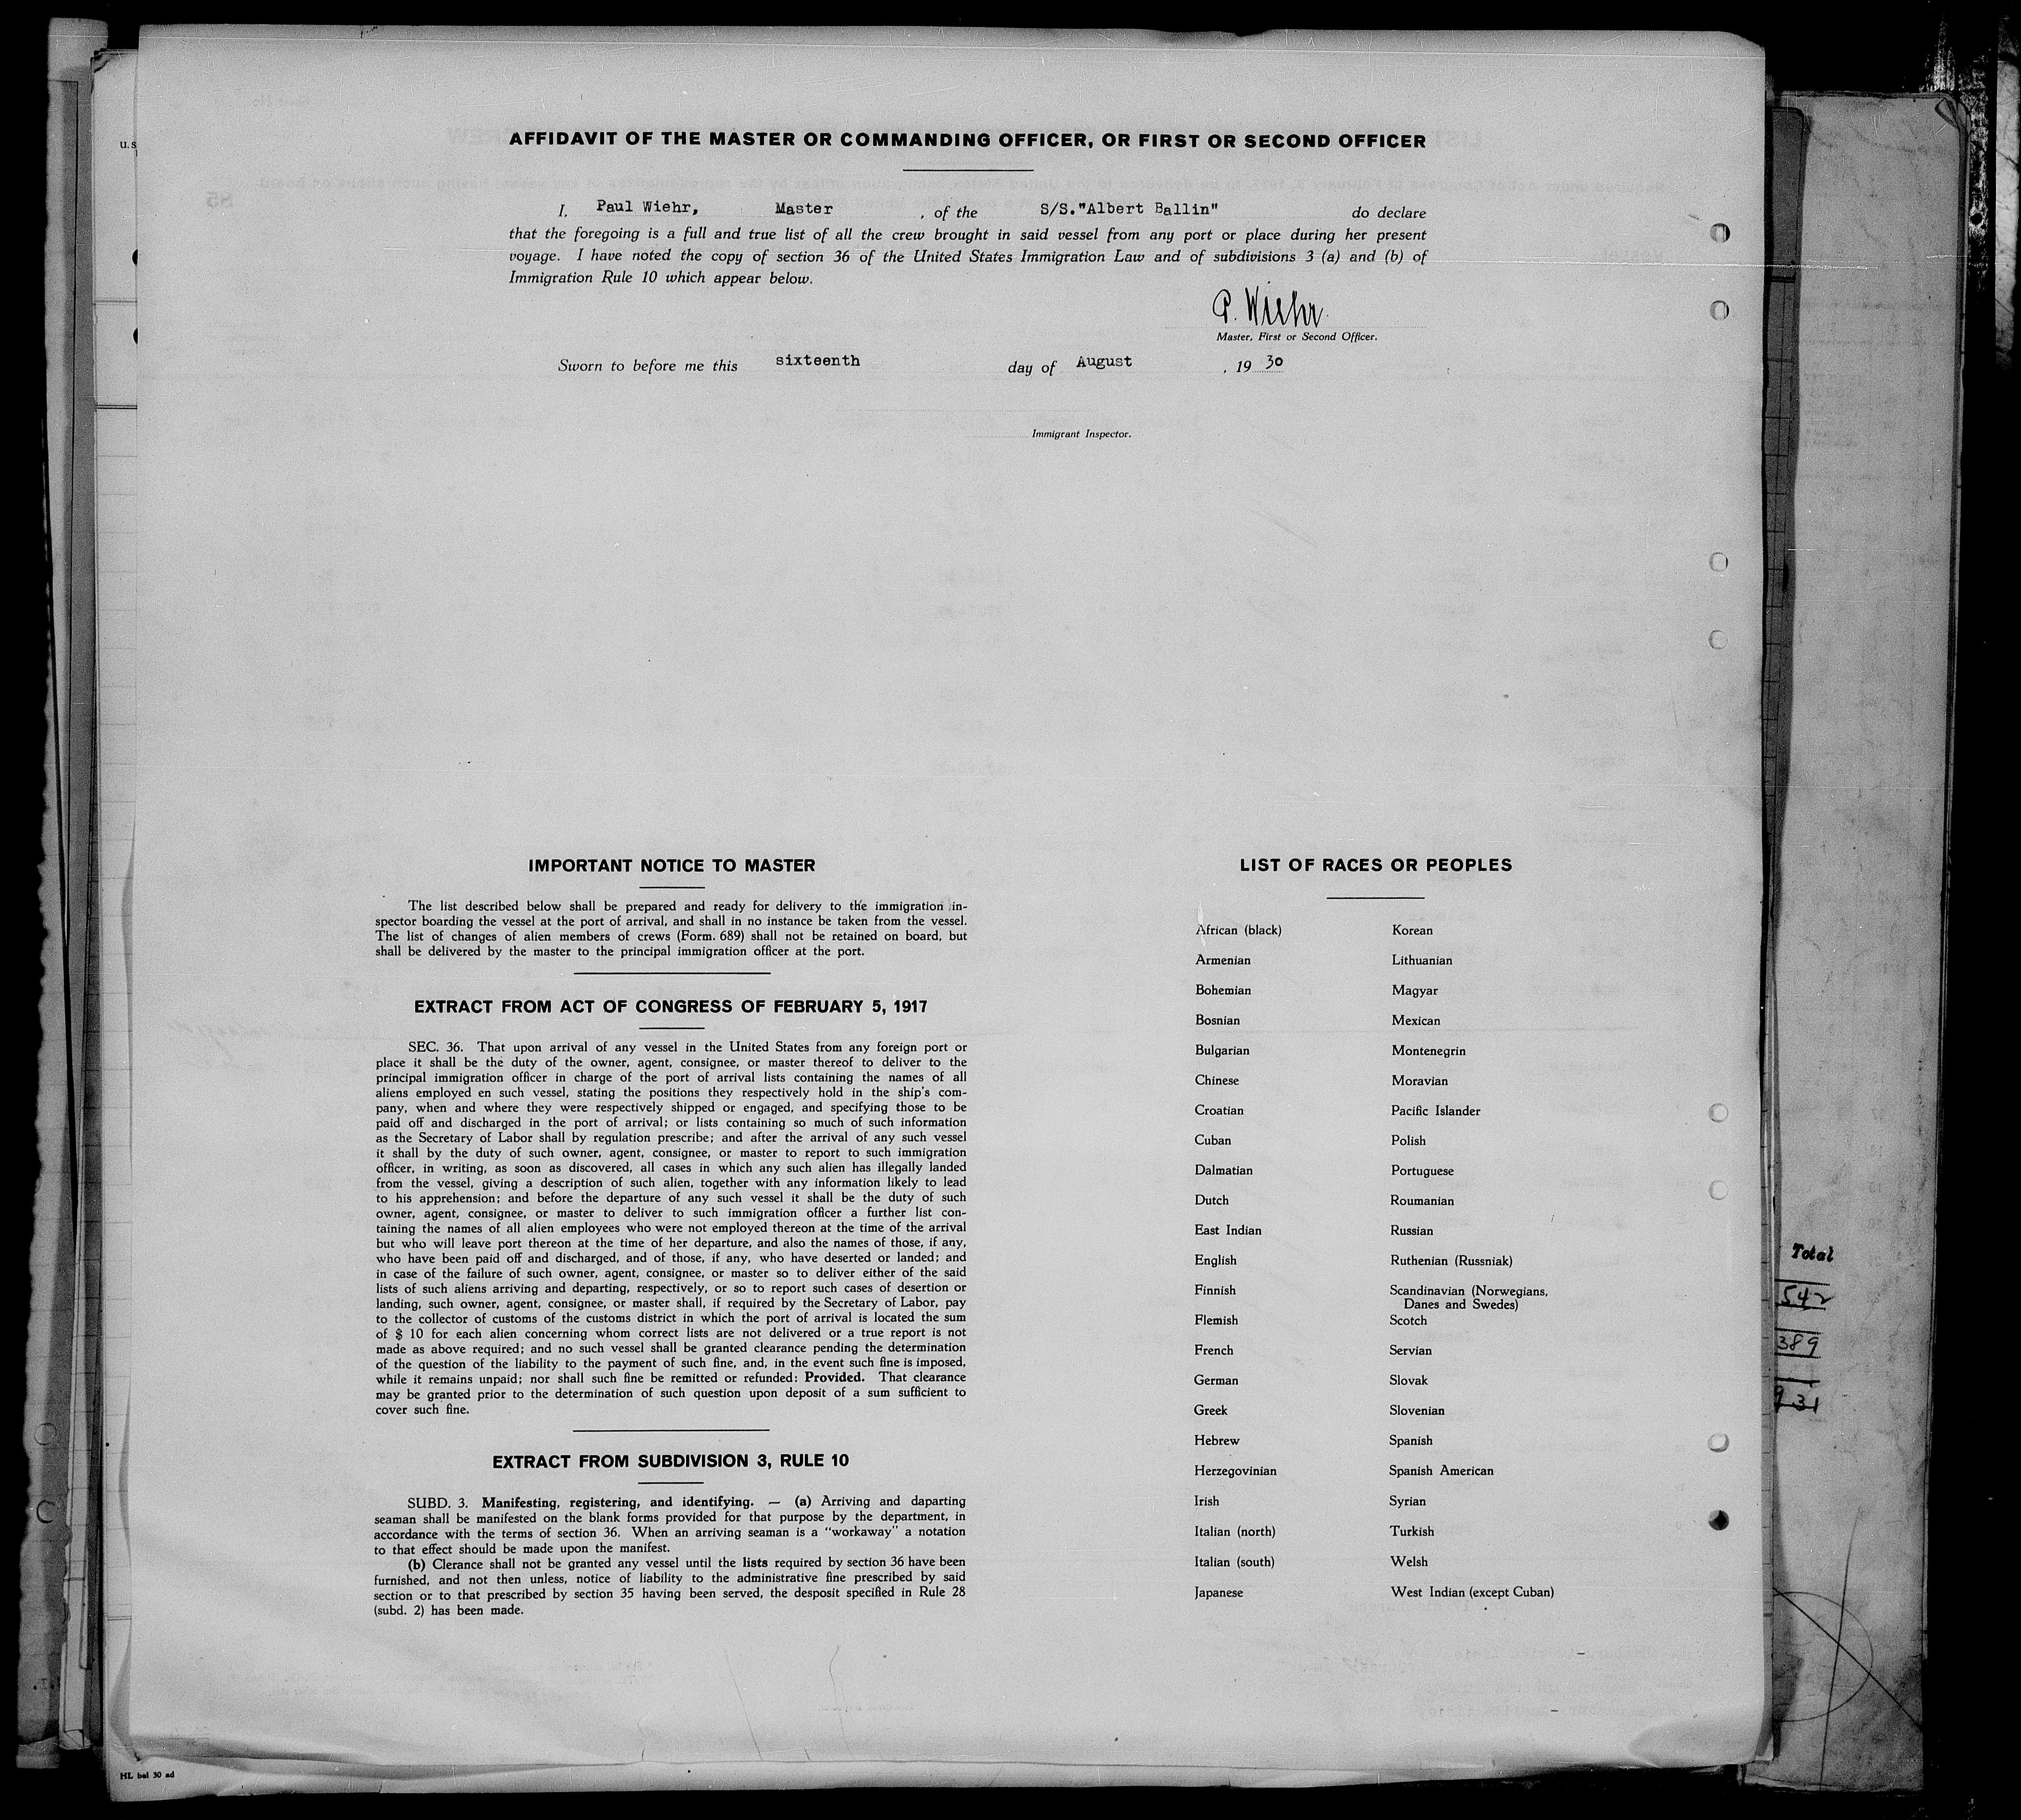 U.S
AFFIDAVIT OF THE MASTER OR COMMANDING OFFICER, OR FIRST OR SECOND OFFICER
I, Paul Wiehr, Master , of the S/S."Albert Ballin" do declare
that the foregoing is a full and true list of all the crew brought in said vessel from any port or place during her present
voyage. I have noted the copy of section 36 of the United States Immigration Law and of subdivisions 3 (a) and (b) of
Immigration Rule 10 which appear below.
P. Wiehr.
Master, First or Second Officer.
Sworn to before me this sixteenth day of August , 19 30
Immigrant Inspector.
IMPORTANT NOTICE TO MASTER
The list described below shall be prepared and ready for delivery to the immigration in-
spector boarding the vessel at the port of arrival, and shall in no instance be taken from the vessel.
The list of changes of alien members of crews (Form. 689) shall not be retained on board, but
shall be delivered by the master to the principal immigration officer at the port.
EXTRACT FROM ACT OF CONGRESS OF FEBRUARY 5, 1917
SEC. 36. That upon arrival of any vessel in the United States from any foreign port or
place it shall be the duty of the owner, agent, consignee, or master thereof to deliver to the
principal immigration officer in charge of the port of arrival lists containing the names of all
aliens employed en such vessel, stating the positions they respectively hold in the ship's com-
pany, when and where they were respectively shipped or engaged, and specifying those to be
paid off and discharged in the port of arrival; or lists containing so much of such information
as the Secretary of Labor shall by regulation prescribe; and after the arrival of any such vessel
it shall by the duty of such owner, agent, consignee, or master to report to such immigration
officer, in writing, as soon as discovered, all cases in which any such alien has illegally landed
from the vessel, giving a description of such alien, together with any information likely to lead
to his apprehension; and before the departure of any such vessel it shall be the duty of such
owner, agent, consignee, or master to deliver to such immigration officer a further list con-
taining the names of all alien employees who were not employed thereon at the time of the arrival
but who will leave port thereon at the time of her departure, and also the names of those, if any,
who have been paid off and discharged, and of those, if any, who have deserted or landed; and
in case of the failure of such owner, agent, consignee, or master so to deliver either of the said
lists of such aliens arriving and departing, respectively, or so to report such cases of desertion or
landing, such owner, agent, consignee, or master shall, if required by the Secretary of Labor, pay
to the collector of customs of the customs district in which the port of arrival is located the sum
of $ 10 for each alien concerning whom correct lists are not delivered or a true report is not
made as above required; and no such vessel shall be granted clearance pending the determination
of the question of the liability to the payment of such fine, and, in the event such fine is imposed,
while it remains unpaid; nor shall such fine be remitted or refunded: Provided. That clearance
may be granted prior to the determination of such question upon deposit of a sum sufficient to
cover such fine.
EXTRACT FROM SUBDIVISION 3, RULE 10
SUBD. 3. Manifesting, registering, and identifying. — (a) Arriving and daparting
seaman shall be manifested on the blank forms provided for that purpose by the department, in
accordance with the terms of section 36. When an arriving seaman is a "workaway" a notation
to that effect should be made upon the manifest.
(b) Clerance shall not be granted any vessel until the lists required by section 36 have been
furnished, and not then unless, notice of liability to the administrative fine prescribed by said
section or to that prescribed by section 35 having been served, the desposit specified in Rule 28
(subd. 2) has been made.
LIST OF RACES OR PEOPLES
African (black)
Armenian
Bohemian
Bosnian
Bulgarian
Chinese
Croatian
Cuban
Dalmatian
Dutch
East Indian
English
Finnish
Flemish
French
German
Greek
Hebrew
Herzegovinian
Irish
Italian (north)
Italian (south)
Japanese
Korean
Lithuanian
Magyar
Mexican
Montenegrin
Moravian
Pacific Islander
Polish
Portuguese
Roumanian
Russian
Ruthenian (Russniak)
Scandinavian (Norwegians,
Danes and Swedes)
Scotch
Servian
Slovak
Slovenian
Spanish
Spanish American
Syrian
Turkish
Welsh
West Indian (except Cuban)
Total
542
389
931
HL bal 30 ad